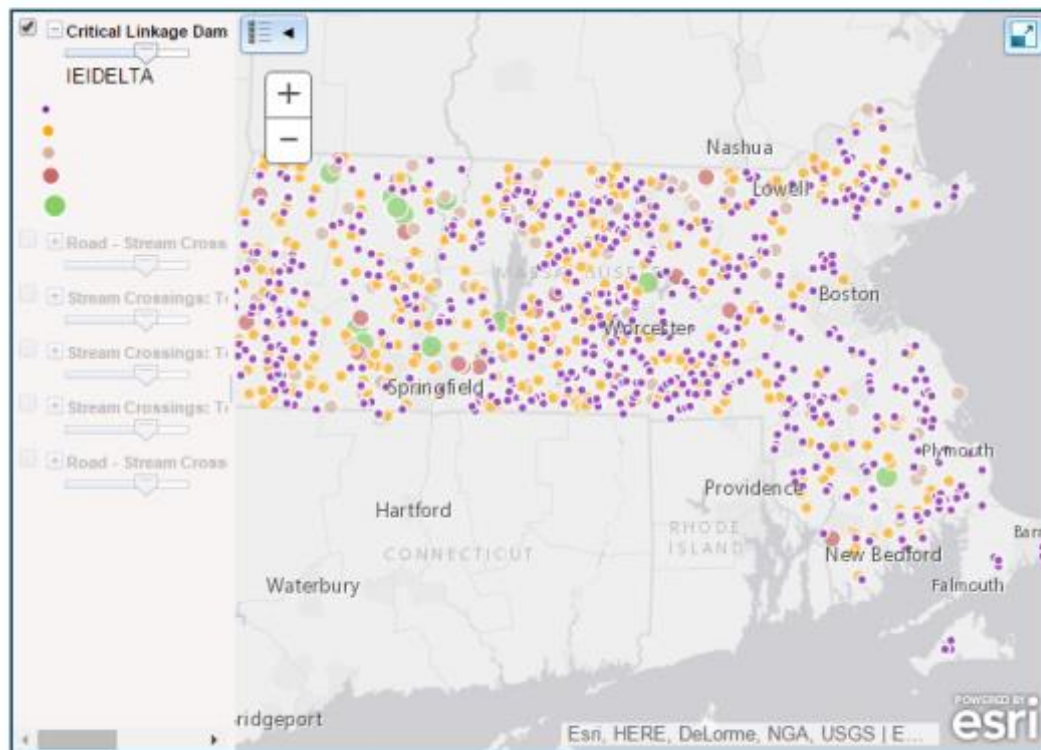 Critical Linkage Dam
IEIDELTA
Road - Stream Cross
Stream Crossings: T
Stream Crossings: T
Stream Crossings: T
Road - Stream Cross
+
−
Nashua
Lowell
Boston
Worcester
Springfield
Plymouth
Providence
Hartford
RHODE
ISLAND
CONNECTICUT
New Bedford
Barn
Waterbury
Falmouth
ridgeport
POWERED BY
esri
Esri, HERE, DeLorme, NGA, USGS | E...